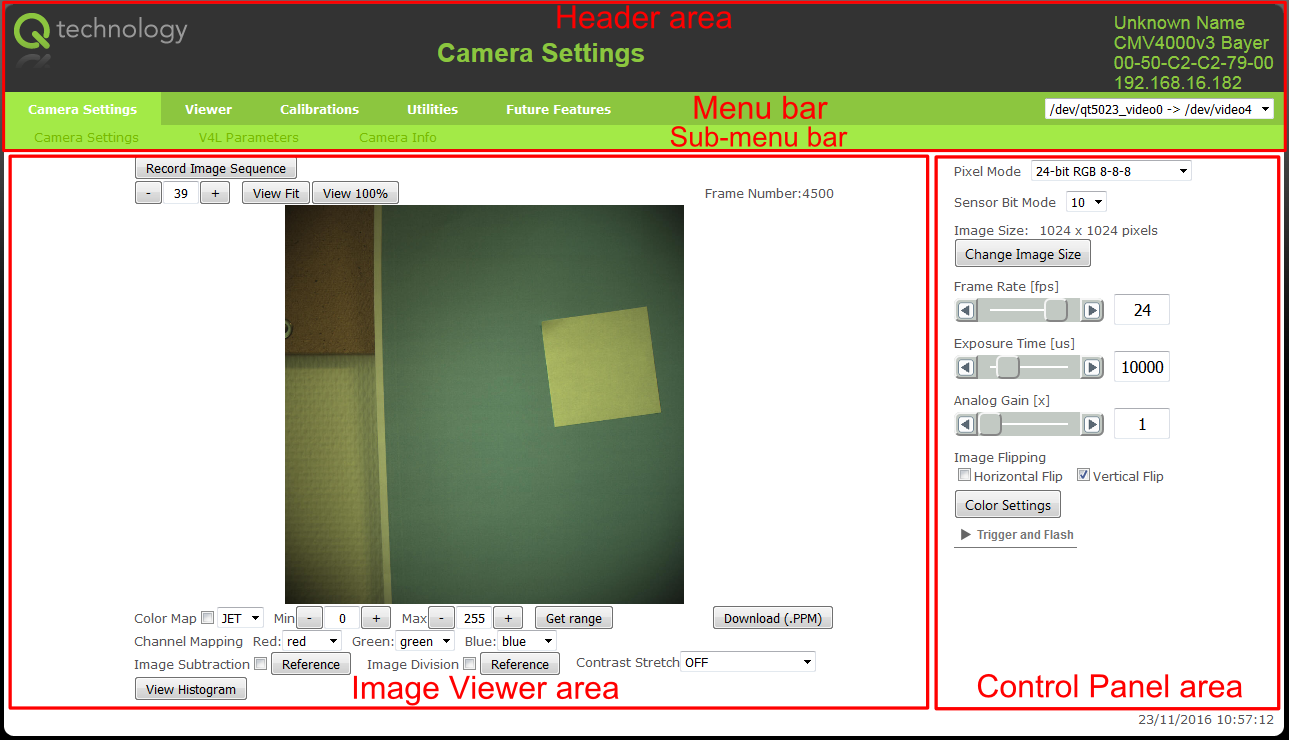 Header area
Q technology
Camera Settings
Unknown Name
CMV4000v3 Bayer
00-50-C2-C2-79-00
192.168.16.182
Camera Settings Viewer Calibrations Utilities Future Features Menu bar /dev/qt5023_video0 -> /dev/video4
Camera Settings V4L Parameters Camera Info Sub-menu bar
Record Image Sequence
- 39 + View Fit View 100% Frame Number:4500
Color Map JET Min - 0 + Max - 255 + Get range Download (.PPM)
Channel Mapping Red: red Green: green Blue: blue
Image Subtraction Reference Image Division Reference Contrast Stretch OFF
View Histogram
Image Viewer area
Pixel Mode 24-bit RGB 8-8-8
Sensor Bit Mode 10
Image Size: 1024 x 1024 pixels
Change Image Size
Frame Rate [fps]
24
Exposure Time [us]
10000
Analog Gain [x]
1
Image Flipping
Horizontal Flip Vertical Flip
Color Settings
Trigger and Flash
Control Panel area
23/11/2016 10:57:12